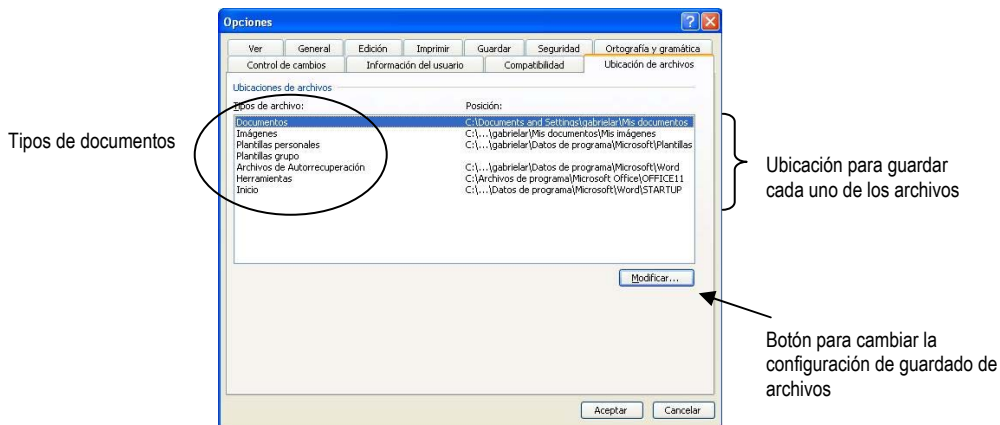 Opciones
Ver General Edición Imprimir Guardar Seguridad Ortografía y gramática
Control de cambios Información del usuario Compatibilidad Ubicación de archivos
Ubicaciones de archivos
Tipos de archivo: Posición:
Documentos C:\Documents and Settings\gabrielar\Mis documentos
Imágenes C:\...\gabrielar\Mis documentos\Mis imágenes
Plantillas personales C:\...\gabrielar\Datos de programa\Microsoft\Plantillas
Plantillas grupo
Archivos de Autorrecuperación C:\...\gabrielar\Datos de programa\Microsoft\Word
Herramientas C:\Archivos de programa\Microsoft Office\OFFICE11
Inicio C:\...\Datos de programa\Microsoft\Word\STARTUP
Modificar...
Aceptar Cancelar
Tipos de documentos
Ubicación para guardar
cada uno de los archivos
Botón para cambiar la
configuración de guardado de
archivos